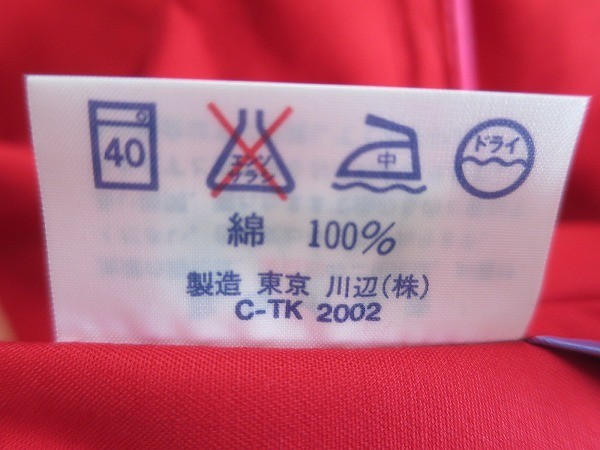 40 エンソサラシ 中 ドライ
綿 100%
製造 東京 川辺(株)
C-TK 2002